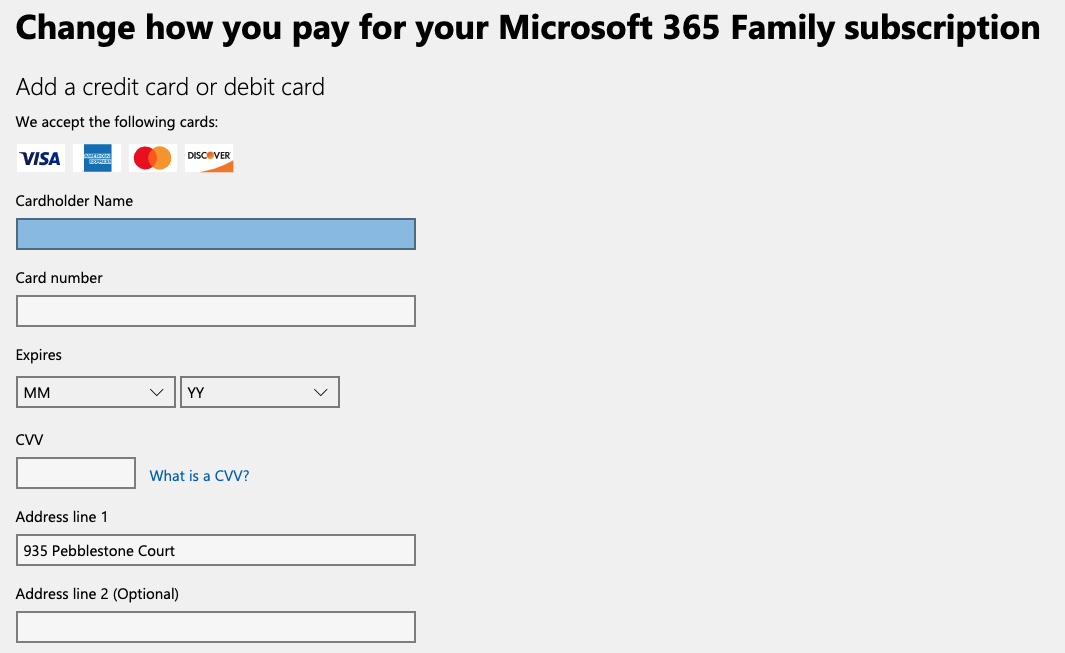 Change how you pay for your Microsoft 365 Family subscription
Add a credit card or debit card
We accept the following cards:
VISA AMERICAN EXPRESS DISCOVER
Cardholder Name
Card number
Expires
MM YY
CVV
What is a CVV?
Address line 1
935 Pebblestone Court
Address line 2 (Optional)